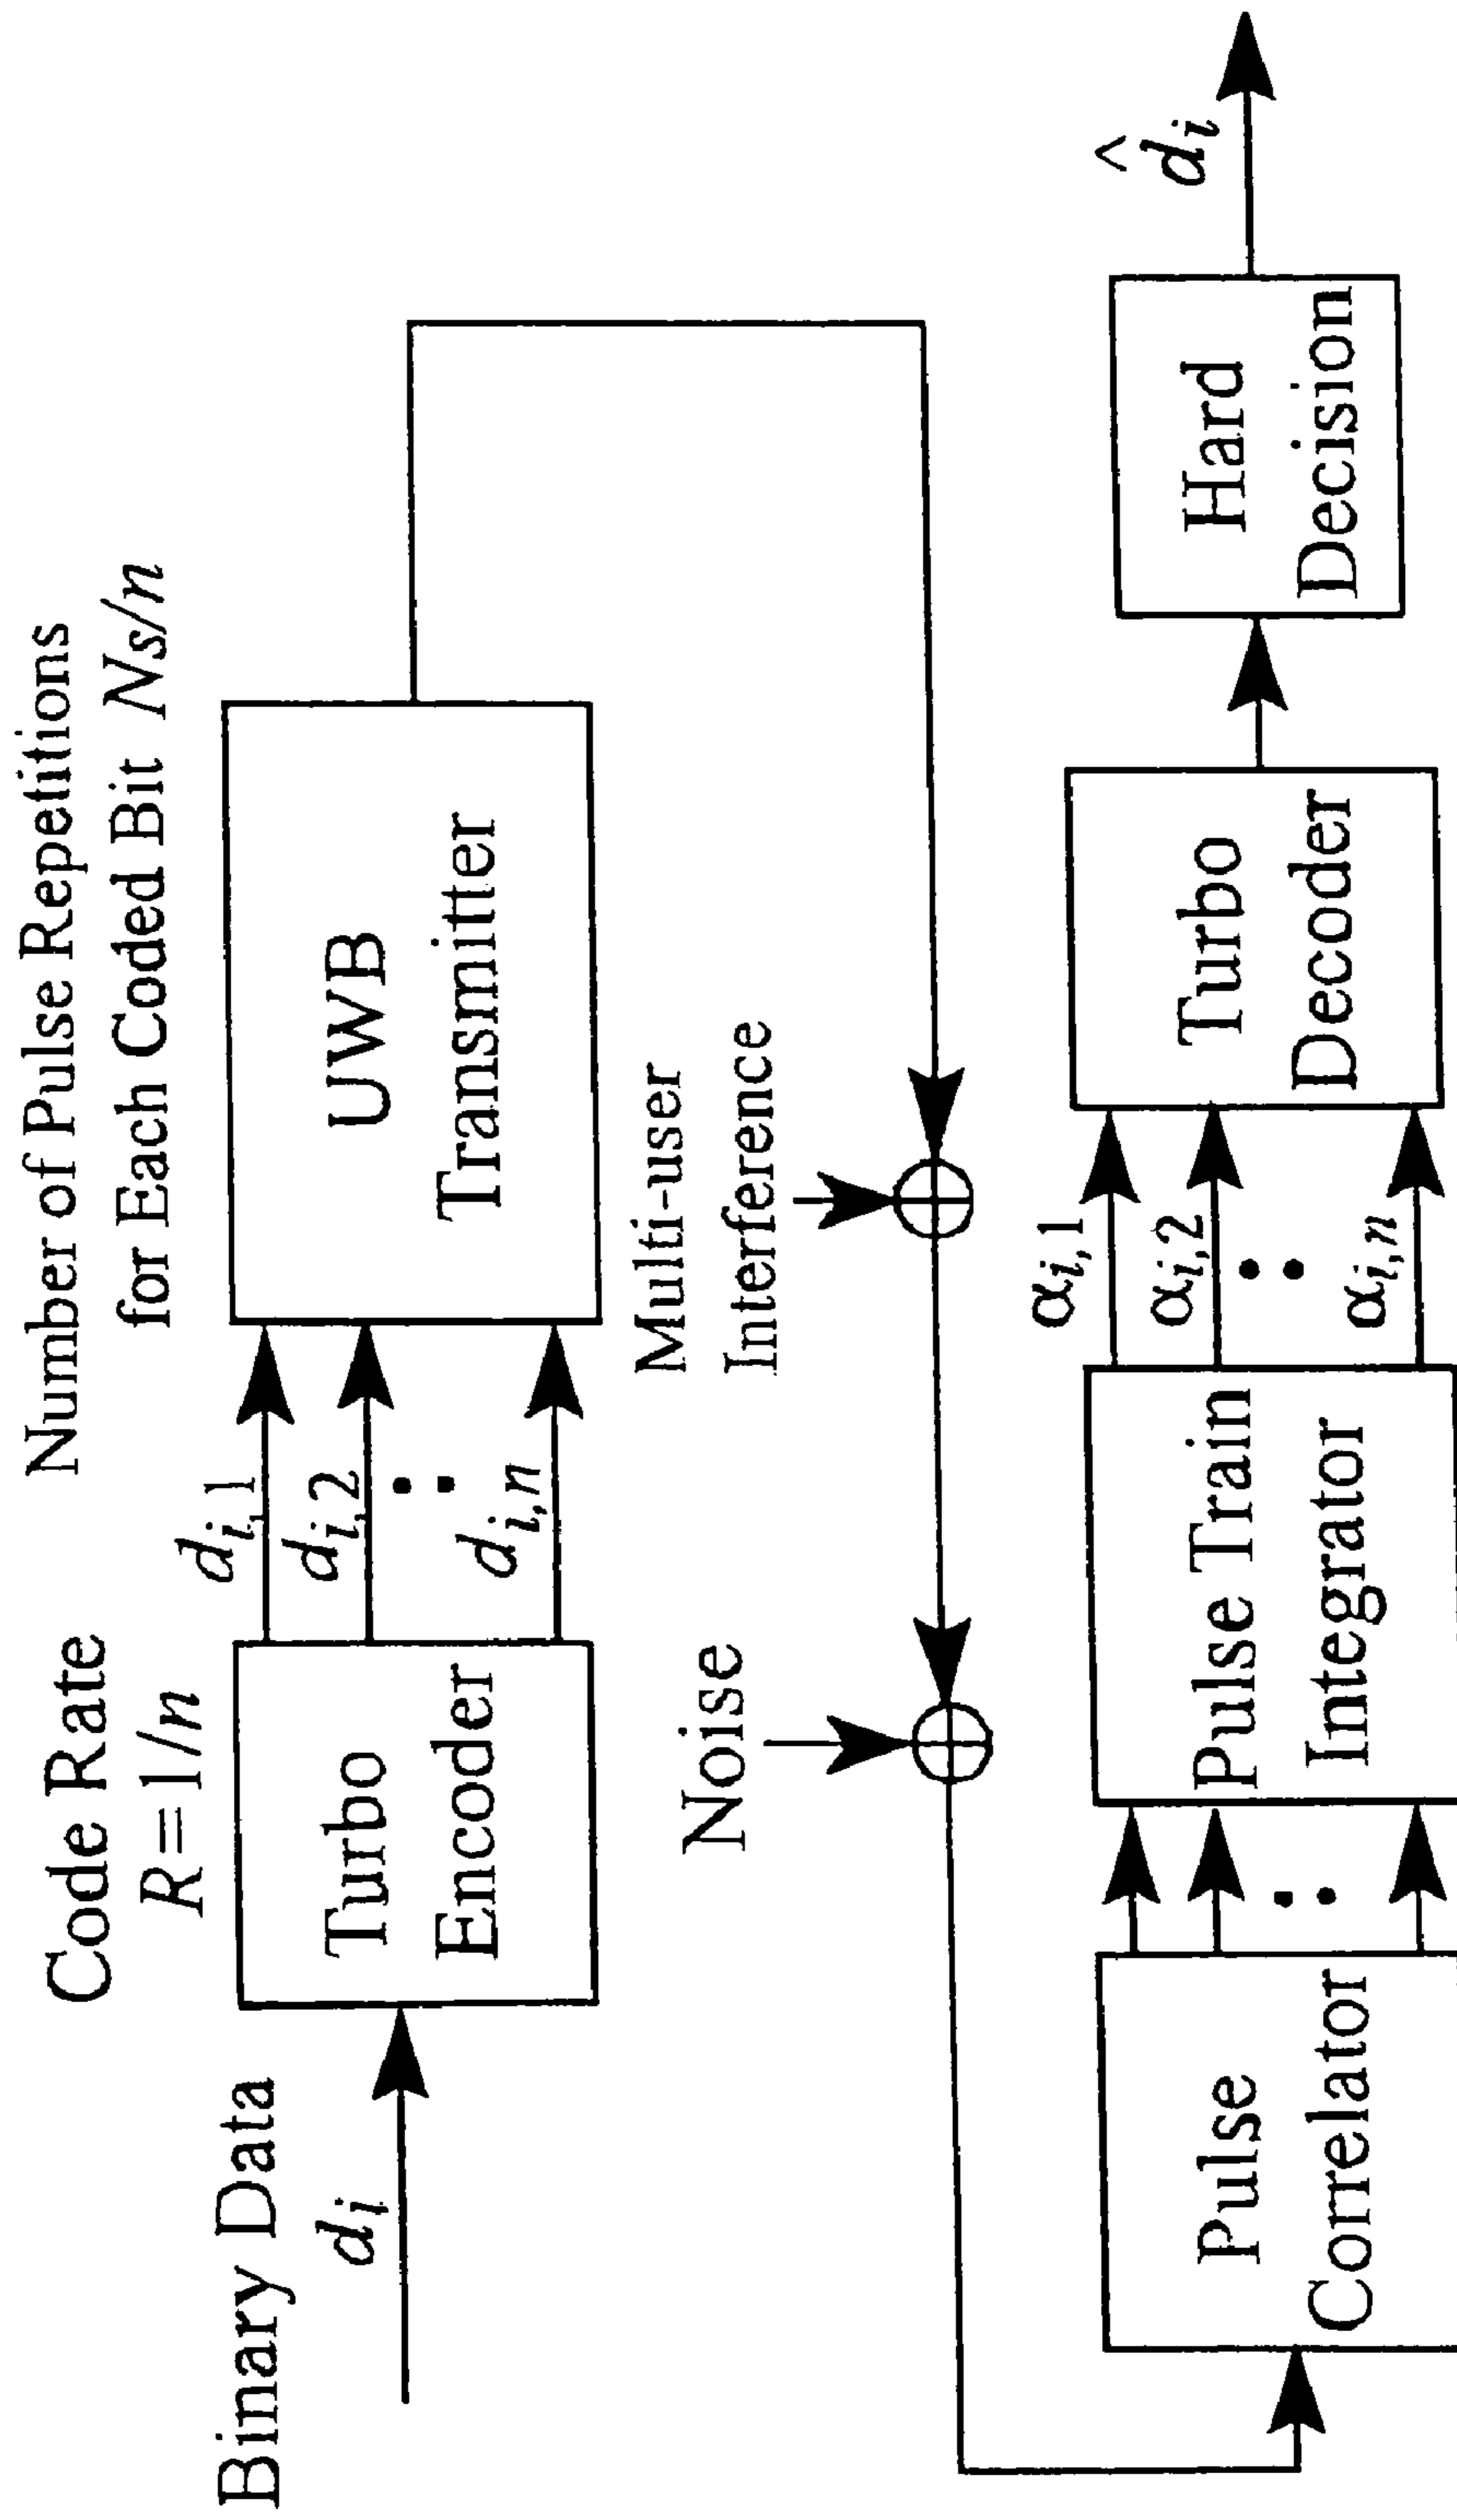 Code Rate
R=1/n
Number of Pulse Repetitions
for Each Coded Bit Ns/n
Binary Data
di
Turbo
Encoder
di,1
di,2
di,n
UWB
Transmitter
Multi-user
Interference
Noise
Pulse
Correlator
Pulse Train
Integrator
αi,1
αi,2
αi,n
Turbo
Decoder
Hard
Decision
d̂i